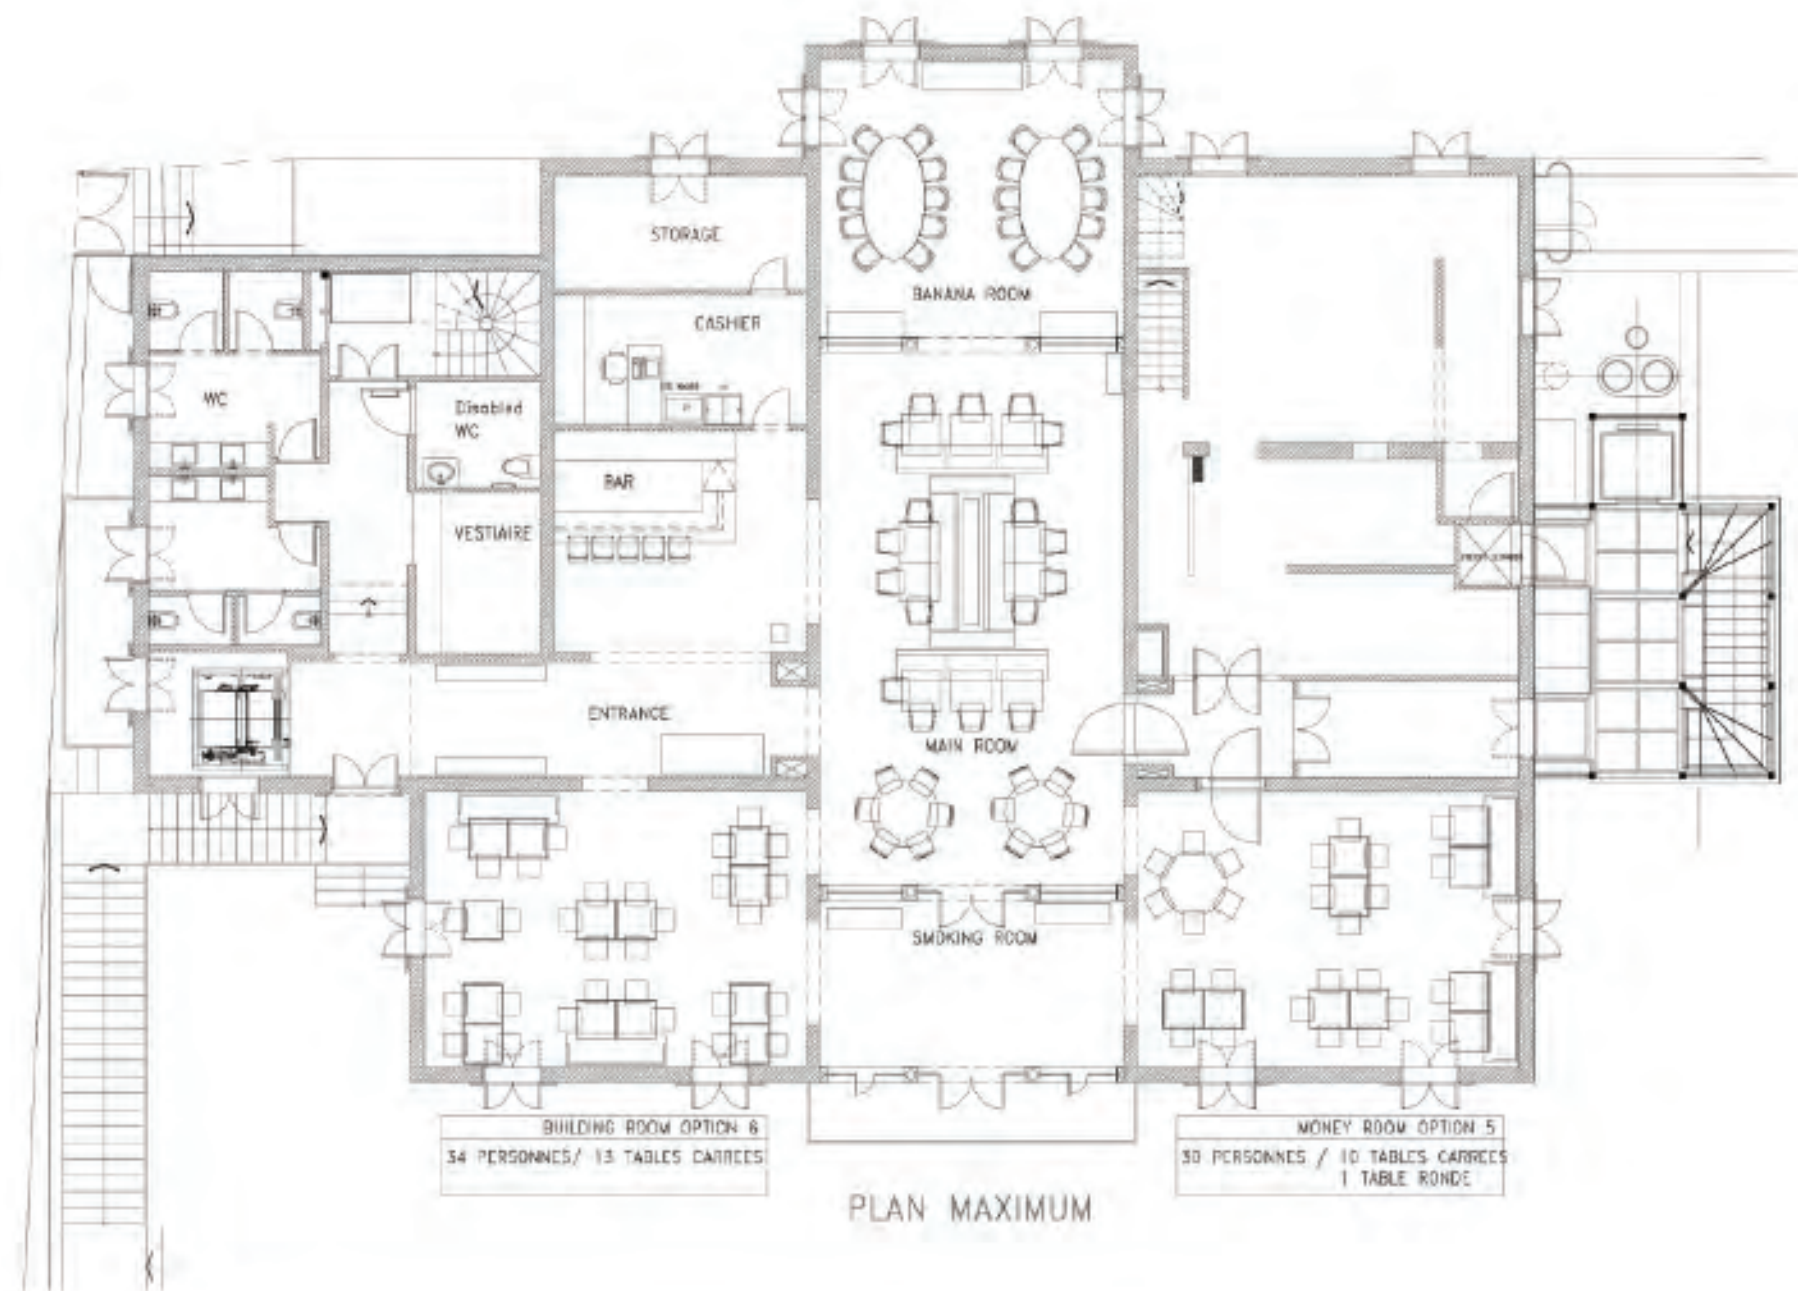 STORAGE
BANANA ROOM
CASHIER
WC
Disabled
WC
BAR
VESTIAIRE
ENTRANCE
MAIN ROOM
SMOKING ROOM
BUILDING ROOM OPTION 6
34 PERSONNES/ 13 TABLES CARREES
MONEY ROOM OPTION 5
30 PERSONNES / 10 TABLES CARREES
1 TABLE RONDE
PLAN MAXIMUM